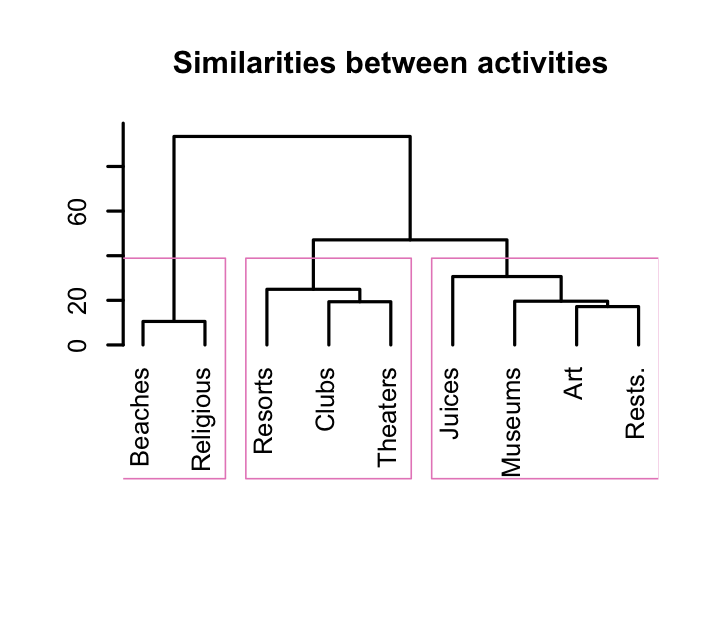 Similarities between activities
60
20
0
Beaches
Religious
Resorts
Clubs
Theaters
Juices
Museums
Art
Rests.